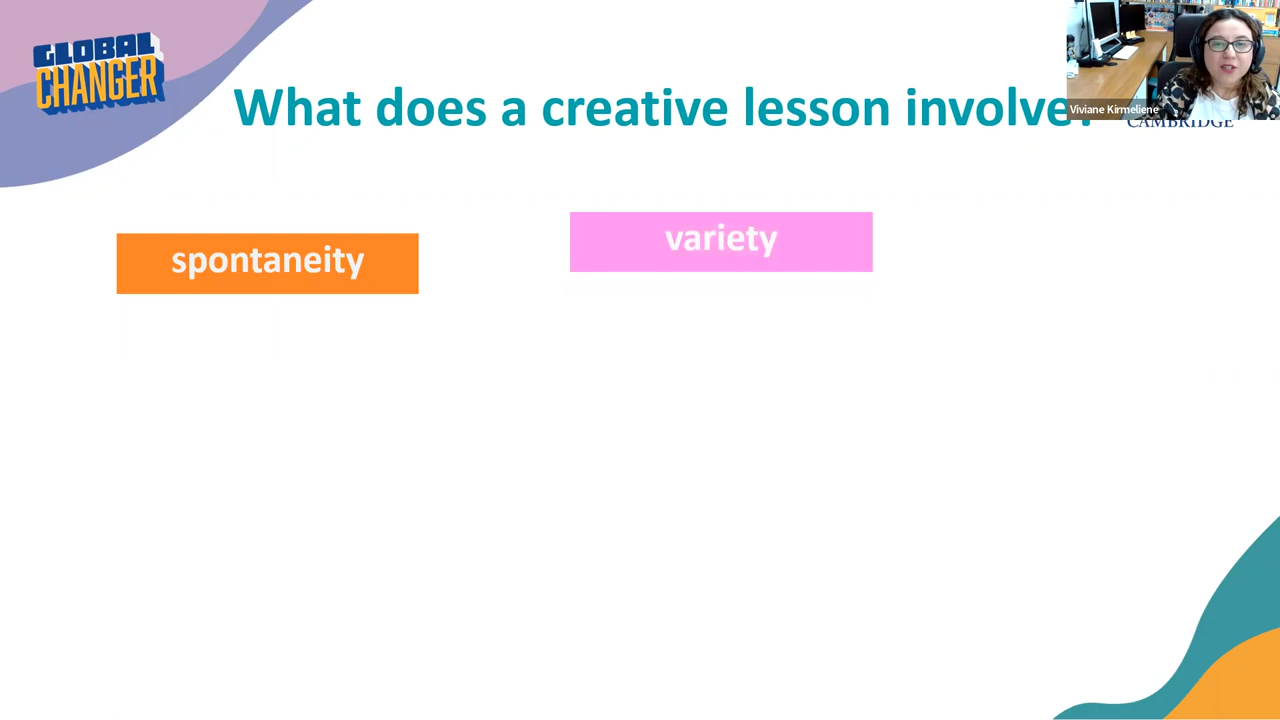 GLOBAL
CHANGER
What does a creative lesson involve?
Viviane Kirmeliene
CAMBRIDGE
spontaneity
variety